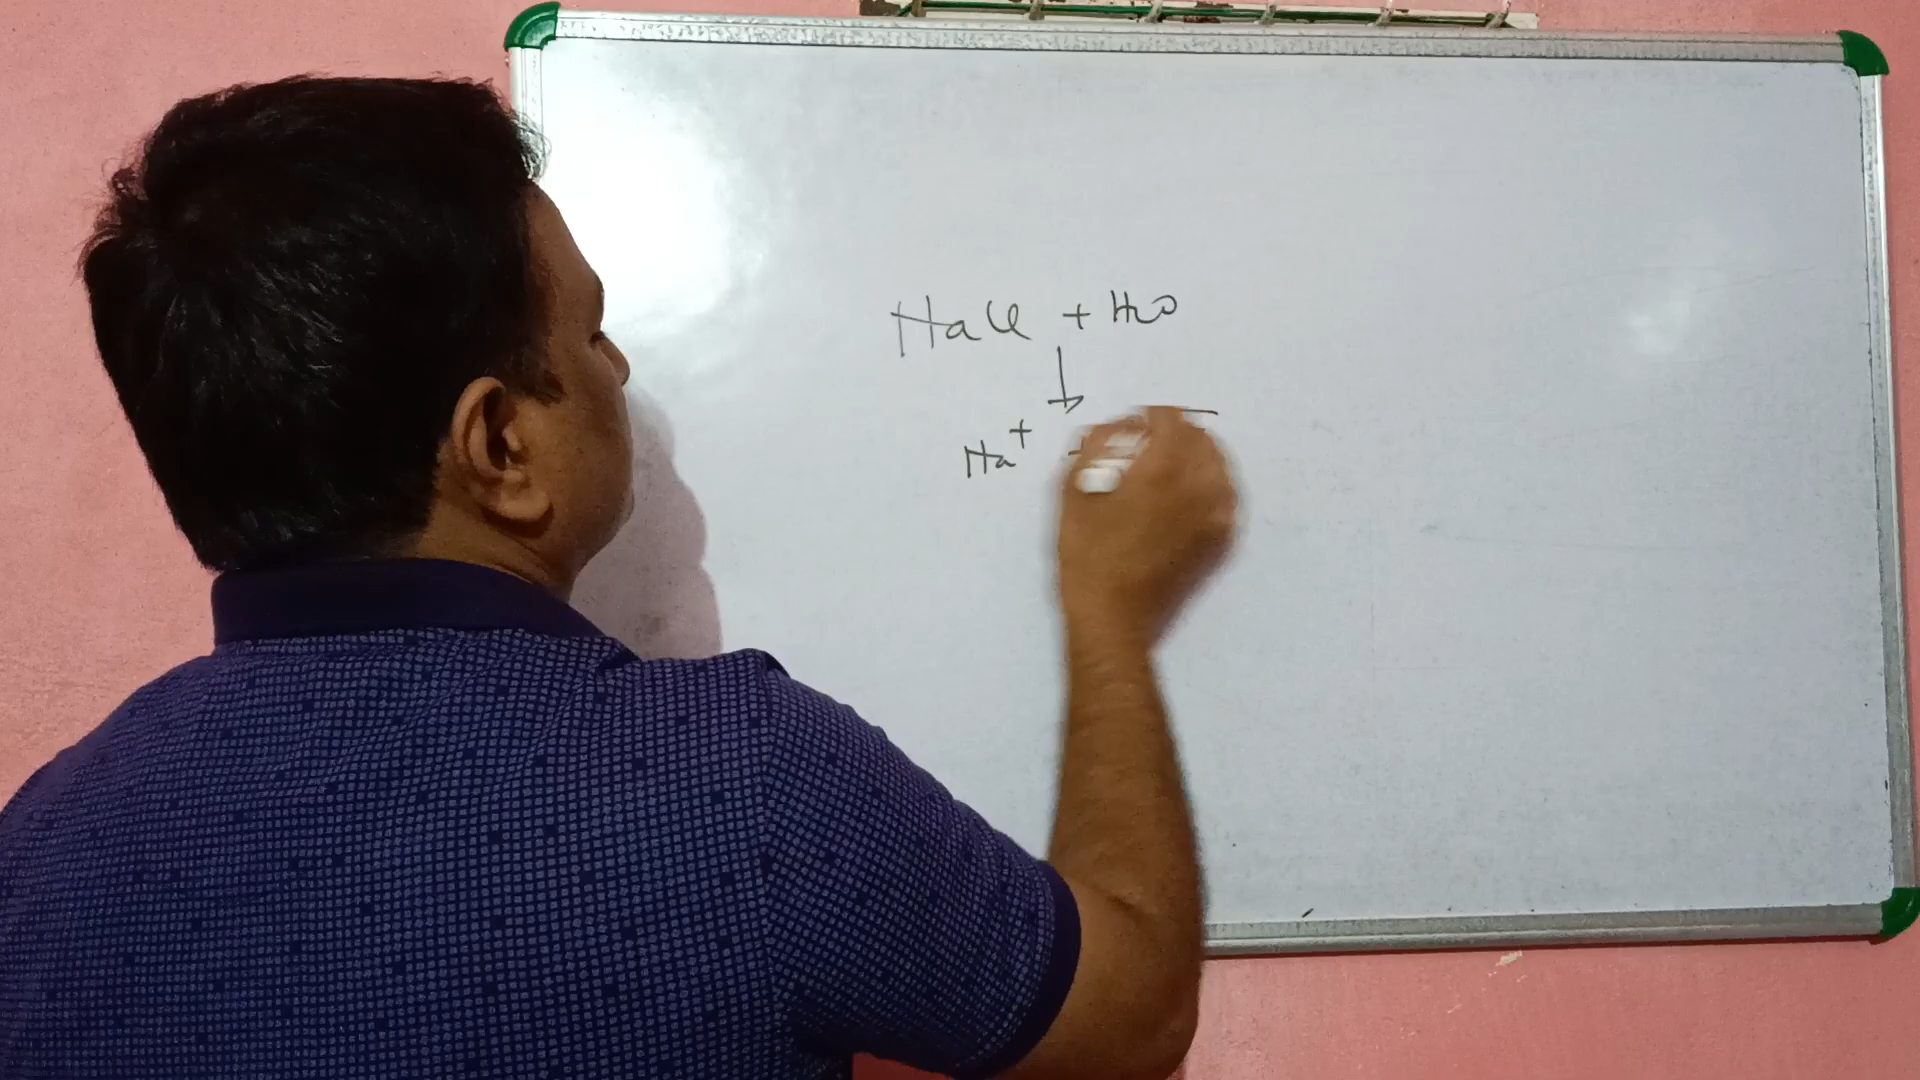 NaCl + H2O
↓
Na⁺ +